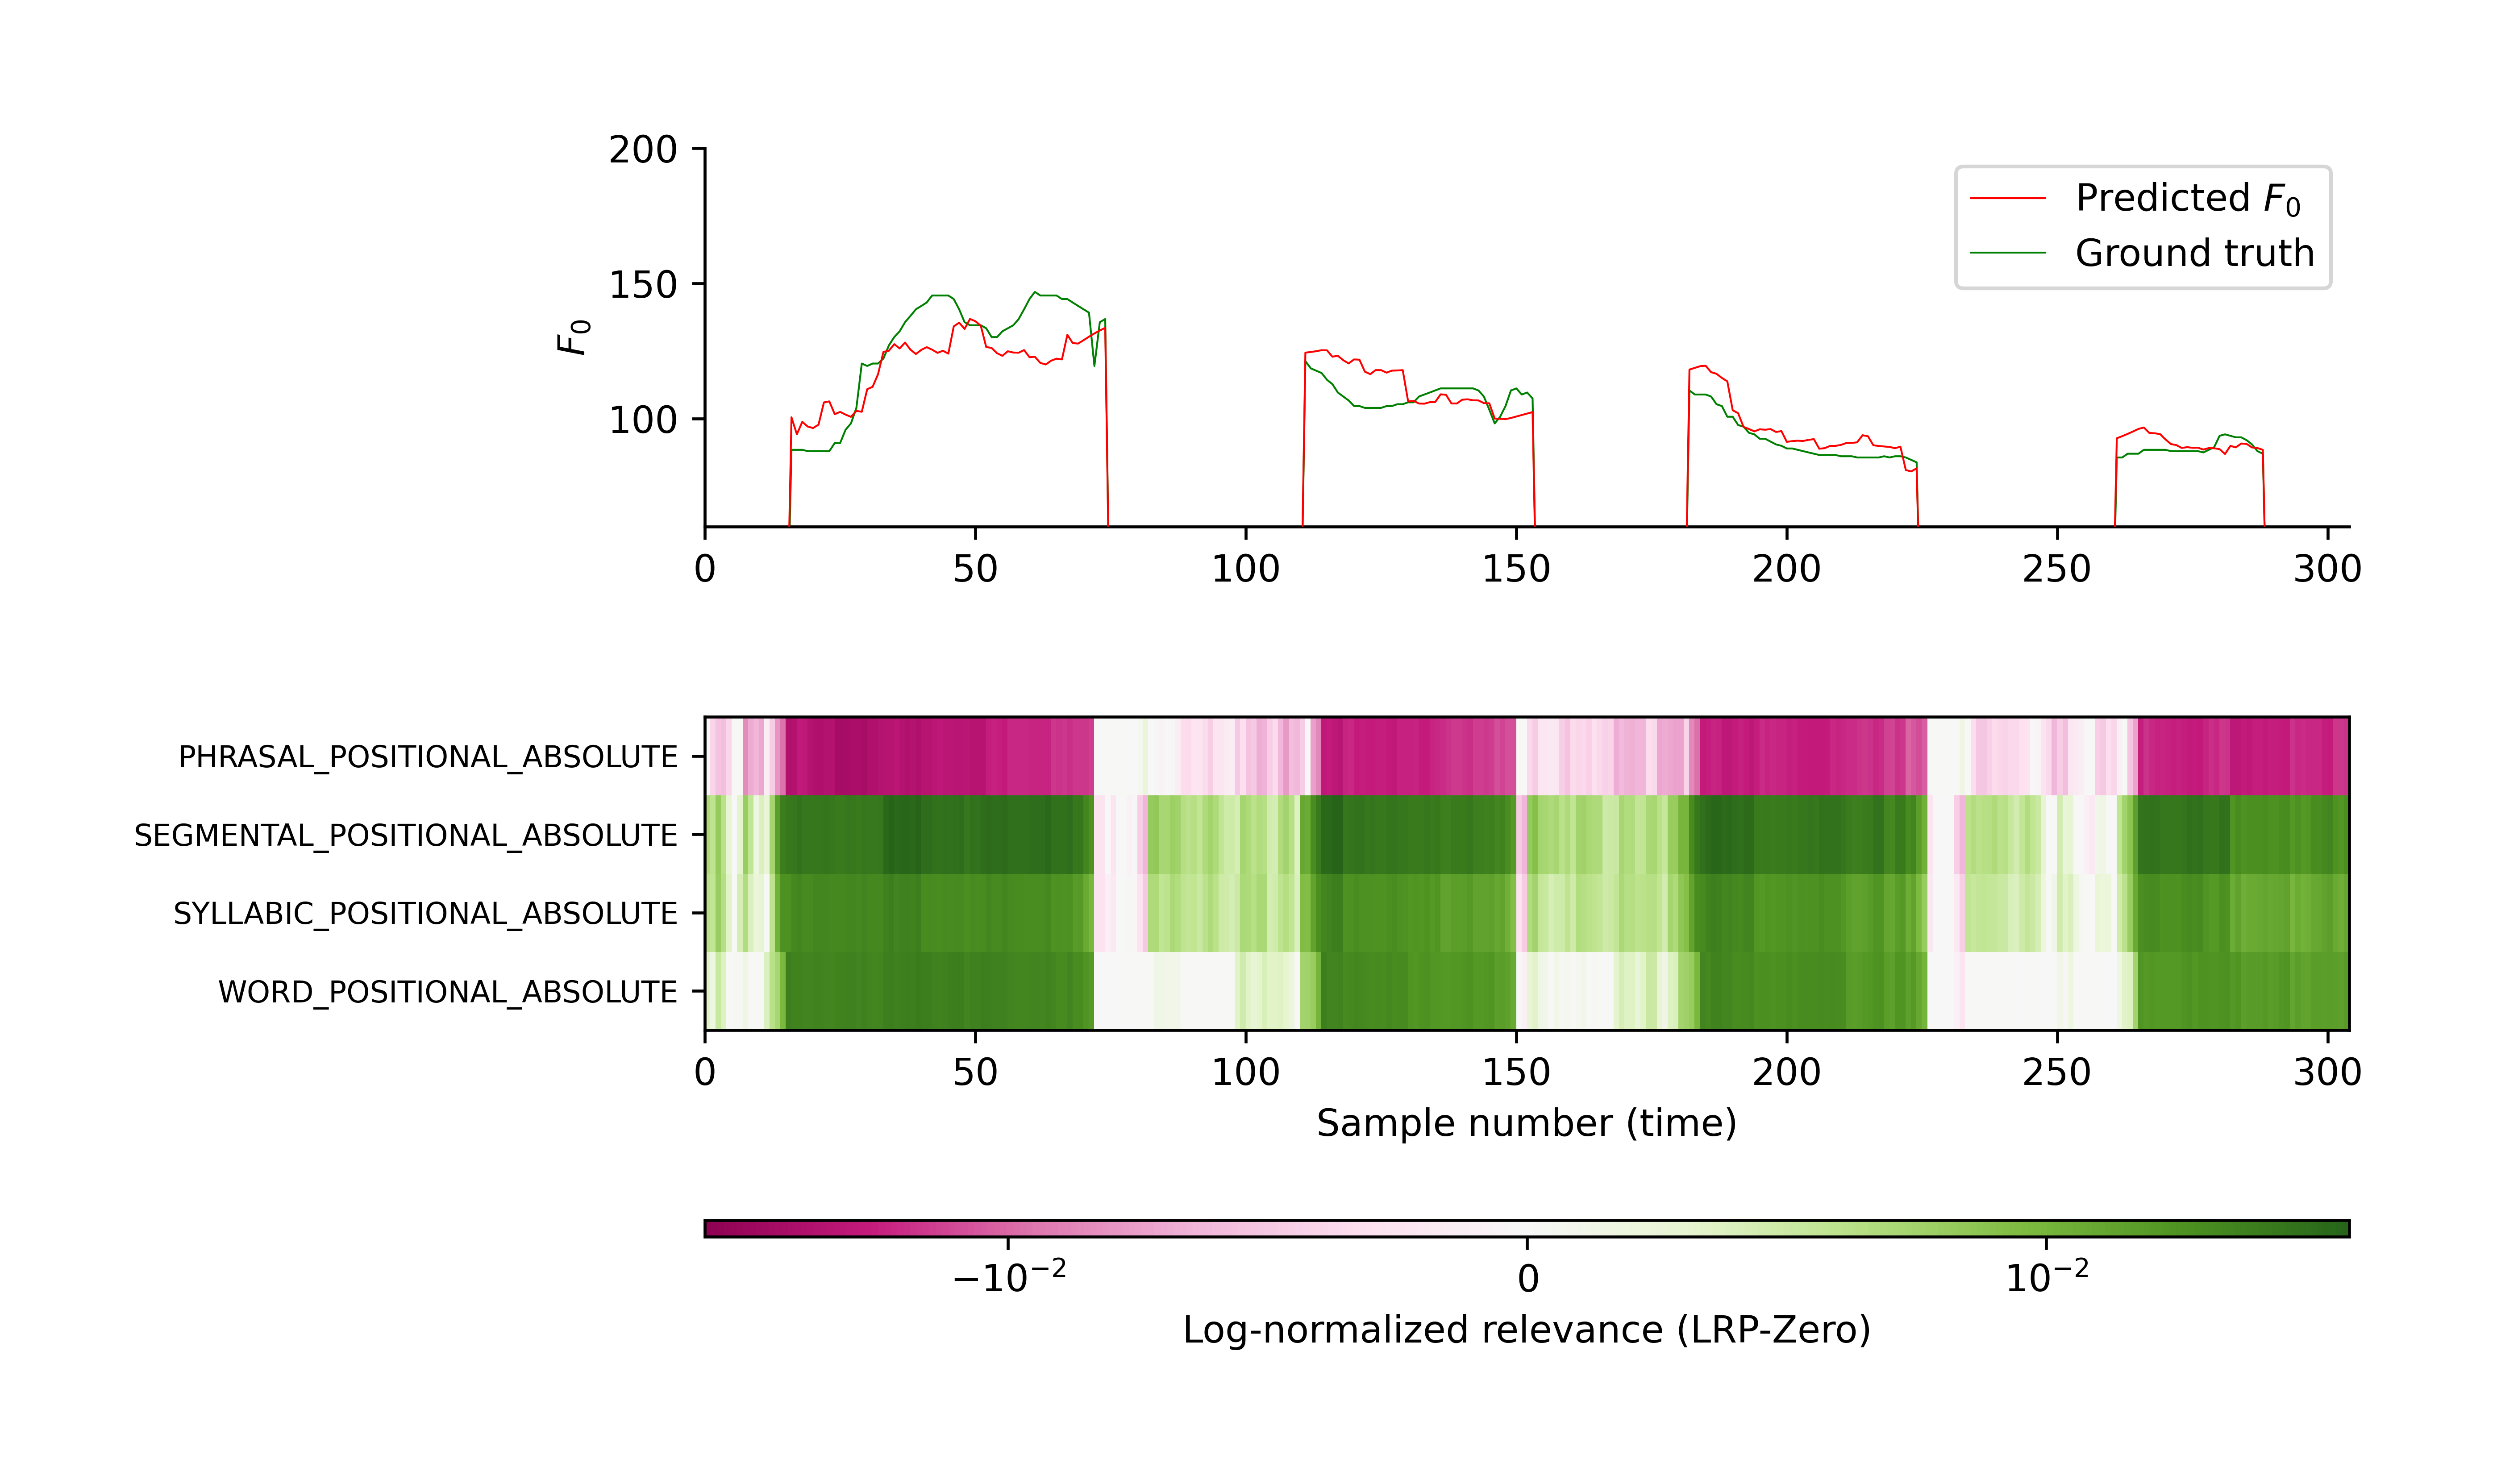 200
150
100
F0
Predicted F0
Ground truth
0 50 100 150 200 250 300
PHRASAL_POSITIONAL_ABSOLUTE
SEGMENTAL_POSITIONAL_ABSOLUTE
SYLLABIC_POSITIONAL_ABSOLUTE
WORD_POSITIONAL_ABSOLUTE
0 50 100 150 200 250 300
Sample number (time)
−10⁻² 0 10⁻²
Log-normalized relevance (LRP-Zero)